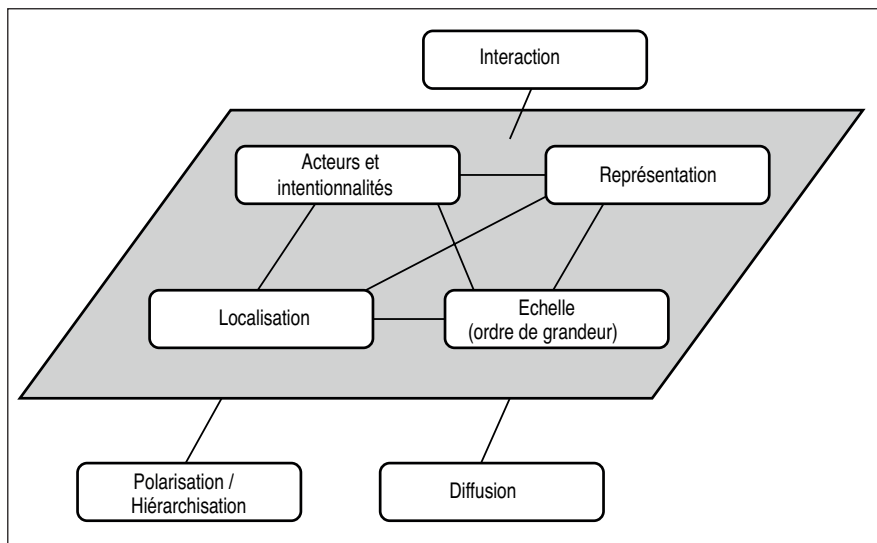 Interaction
Acteurs et
intentionnalités
Représentation
Localisation
Echelle
(ordre de grandeur)
Polarisation /
Hiérarchisation
Diffusion